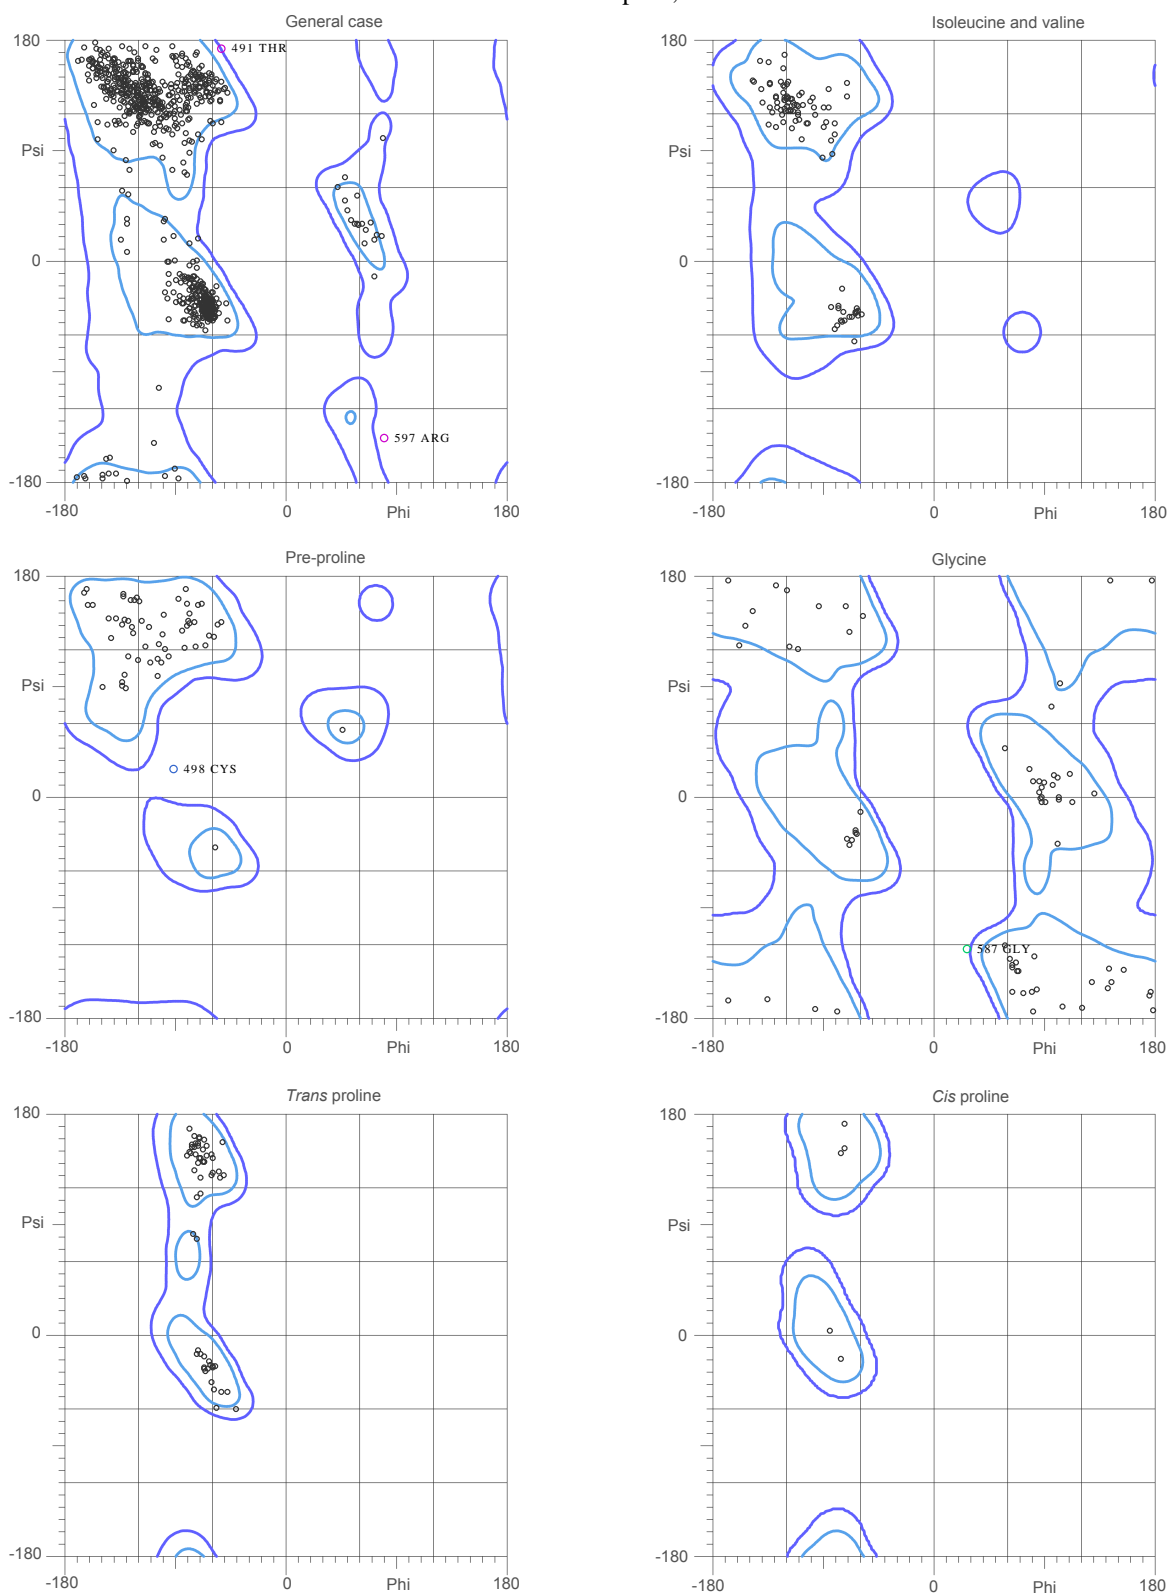 General case
180
491 THR
Psi
0
597 ARG
-180
-180
0
Phi
180
Isoleucine and valine
180
Psi
0
-180
-180
0
Phi
180
Pre-proline
180
Psi
498 CYS
0
-180
-180
0
Phi
180
Glycine
180
Psi
0
587 GLY
-180
-180
0
Phi
180
Trans proline
180
Psi
0
-180
-180
0
Phi
180
Cis proline
180
Psi
0
-180
-180
0
Phi
180